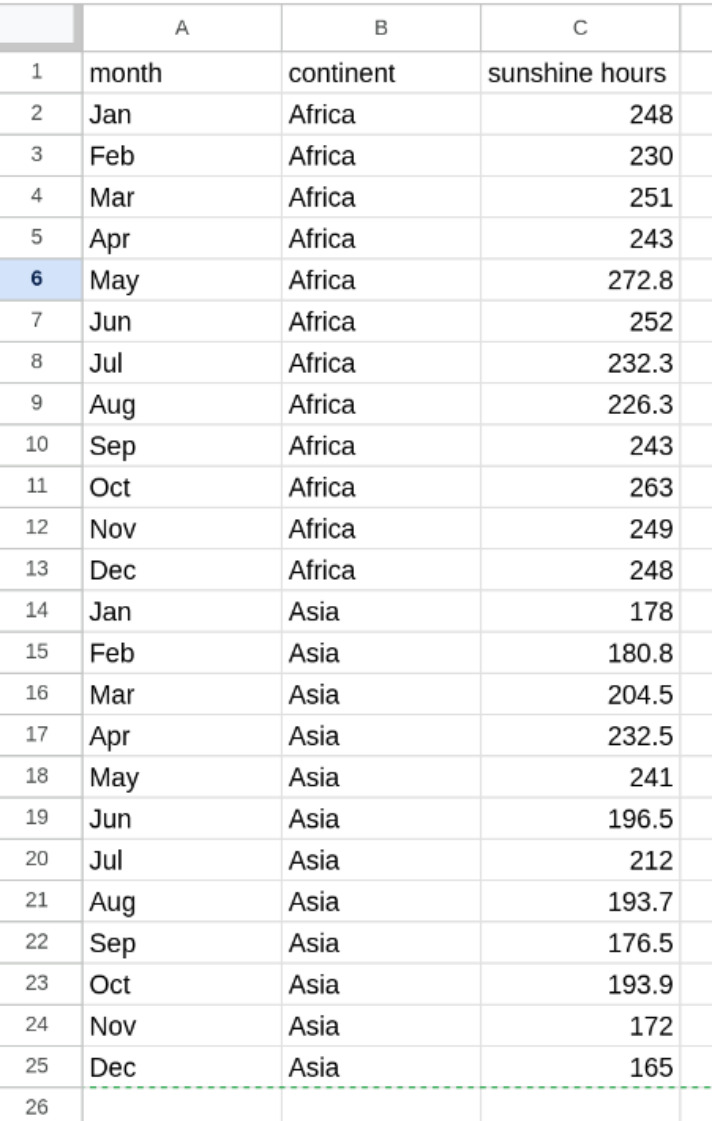 A B C
1 month continent sunshine hours
2 Jan Africa 248
3 Feb Africa 230
4 Mar Africa 251
5 Apr Africa 243
6 May Africa 272.8
7 Jun Africa 252
8 Jul Africa 232.3
9 Aug Africa 226.3
10 Sep Africa 243
11 Oct Africa 263
12 Nov Africa 249
13 Dec Africa 248
14 Jan Asia 178
15 Feb Asia 180.8
16 Mar Asia 204.5
17 Apr Asia 232.5
18 May Asia 241
19 Jun Asia 196.5
20 Jul Asia 212
21 Aug Asia 193.7
22 Sep Asia 176.5
23 Oct Asia 193.9
24 Nov Asia 172
25 Dec Asia 165
26